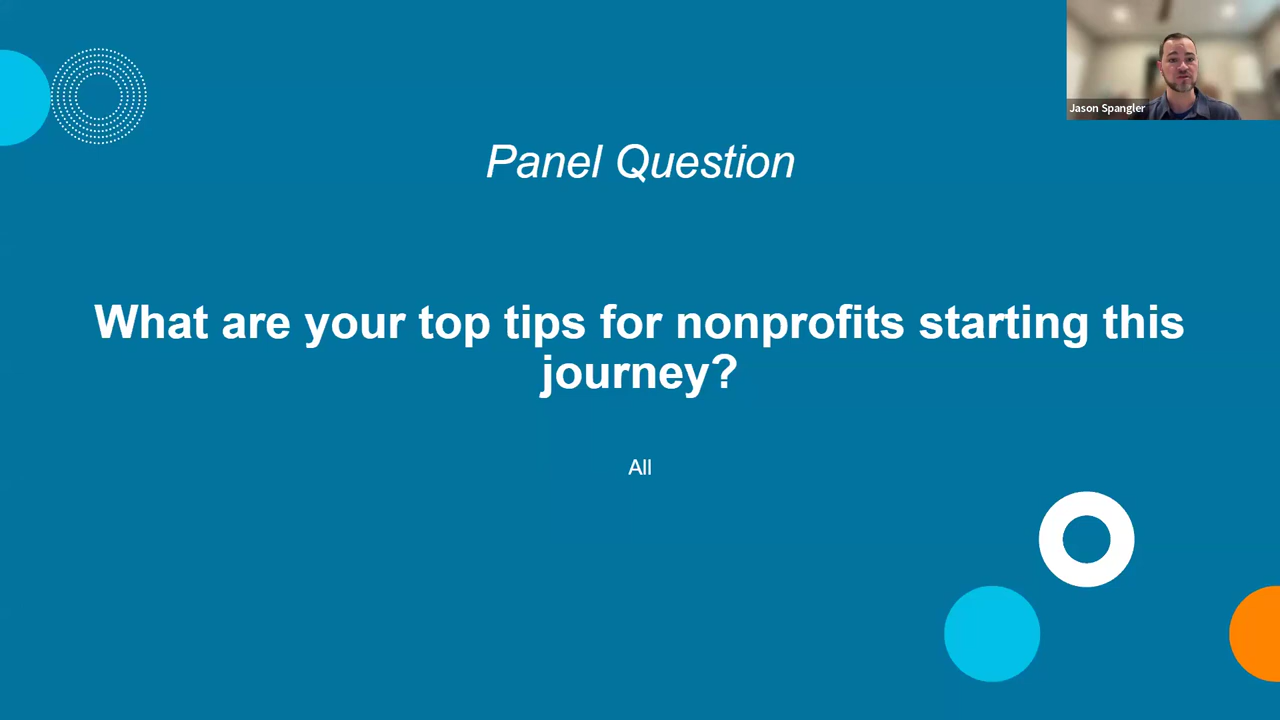 Jason Spangler
Panel Question
What are your top tips for nonprofits starting this
journey?
All